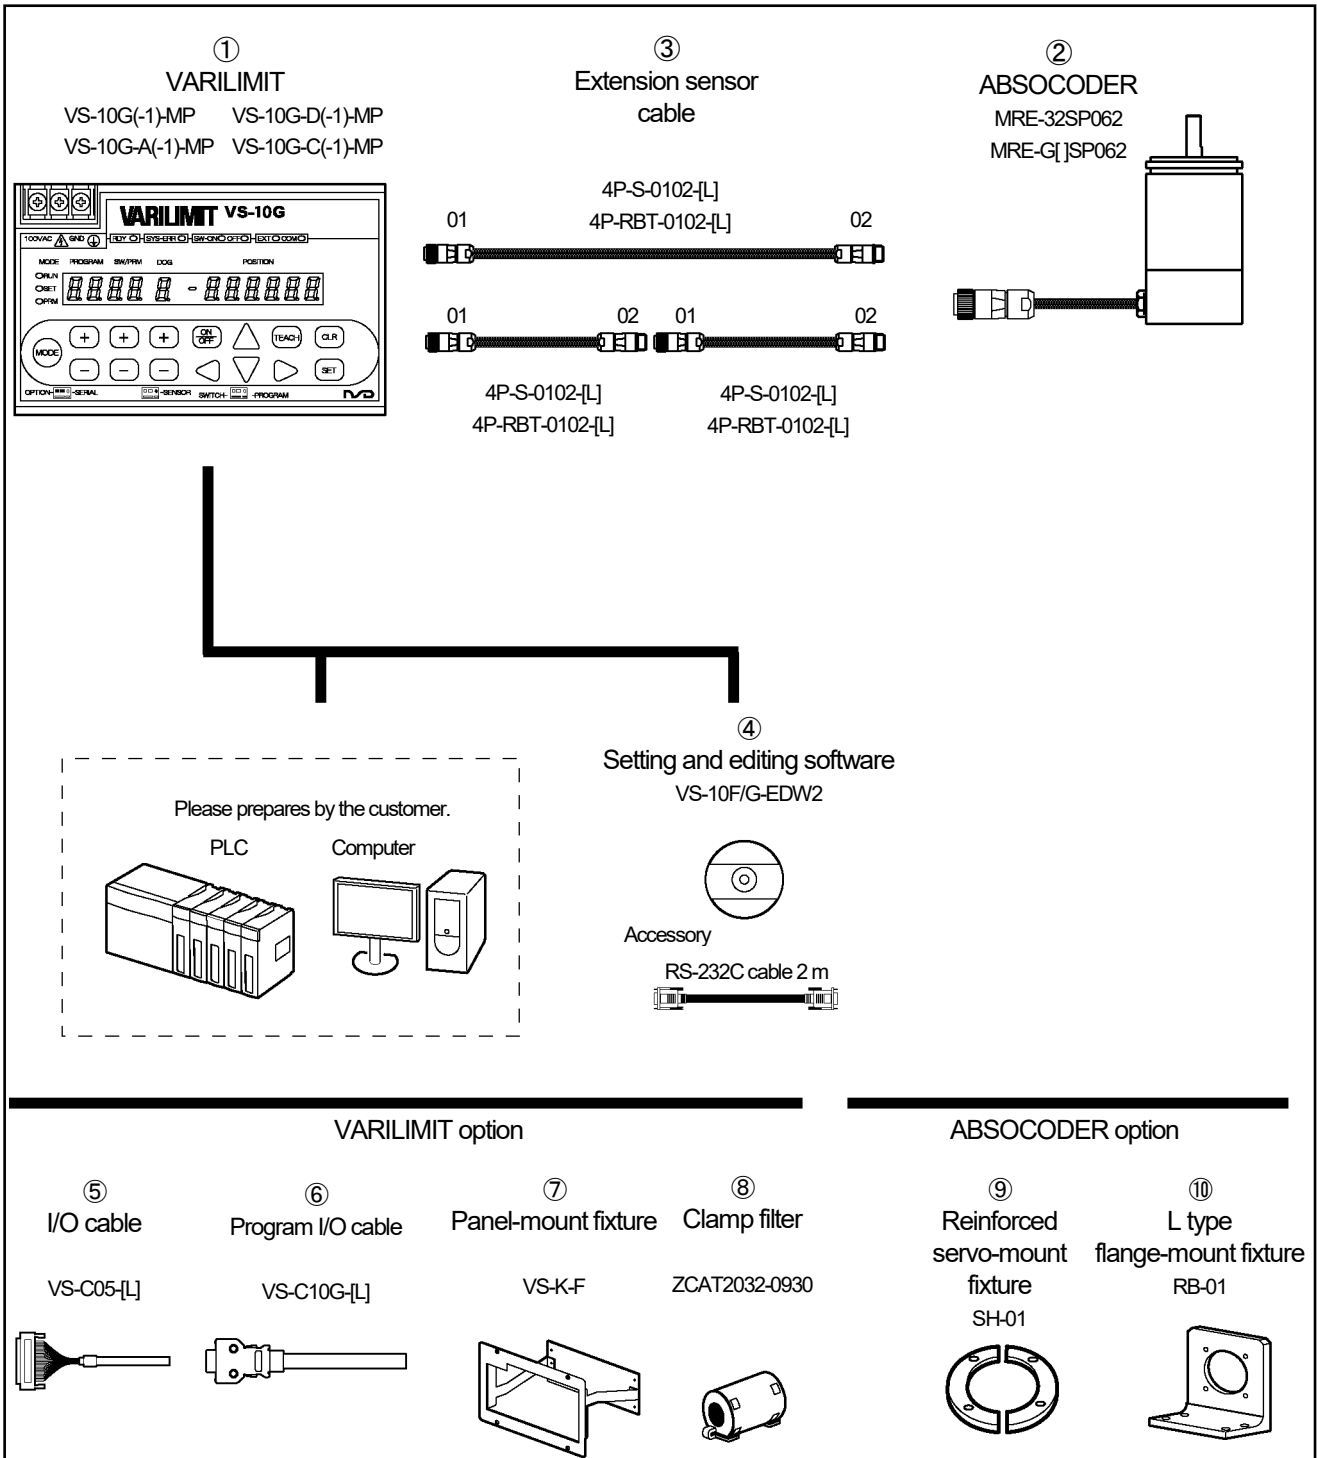 ①
VARILIMIT
VS-10G(-1)-MP VS-10G-D(-1)-MP
VS-10G-A(-1)-MP VS-10G-C(-1)-MP
③
Extension sensor
cable
②
ABSOCODER
MRE-32SP062
MRE-G[ ]SP062
VARILIMIT VS-10G
100VAC GND RDY SYS-ERR SW-ON OFF EXT COM
MODE PROGRAM SW/PRM DOG POSITION
RUN
SET
PRM
MODE
+ + + ON OFF TEACH CLR
− − − SET
OPTION SERIAL SENSOR SWITCH PROGRAM NSD
4P-S-0102-[L]
4P-RBT-0102-[L]
01 02
01 02 01 02
4P-S-0102-[L] 4P-S-0102-[L]
4P-RBT-0102-[L] 4P-RBT-0102-[L]
④
Setting and editing software
VS-10F/G-EDW2
Accessory
RS-232C cable 2 m
Please prepares by the customer.
PLC Computer
VARILIMIT option
ABSOCODER option
⑤
I/O cable
VS-C05-[L]
⑥
Program I/O cable
VS-C10G-[L]
⑦
Panel-mount fixture
VS-K-F
⑧
Clamp filter
ZCAT2032-0930
⑨
Reinforced
servo-mount
fixture
SH-01
⑩
L type
flange-mount fixture
RB-01